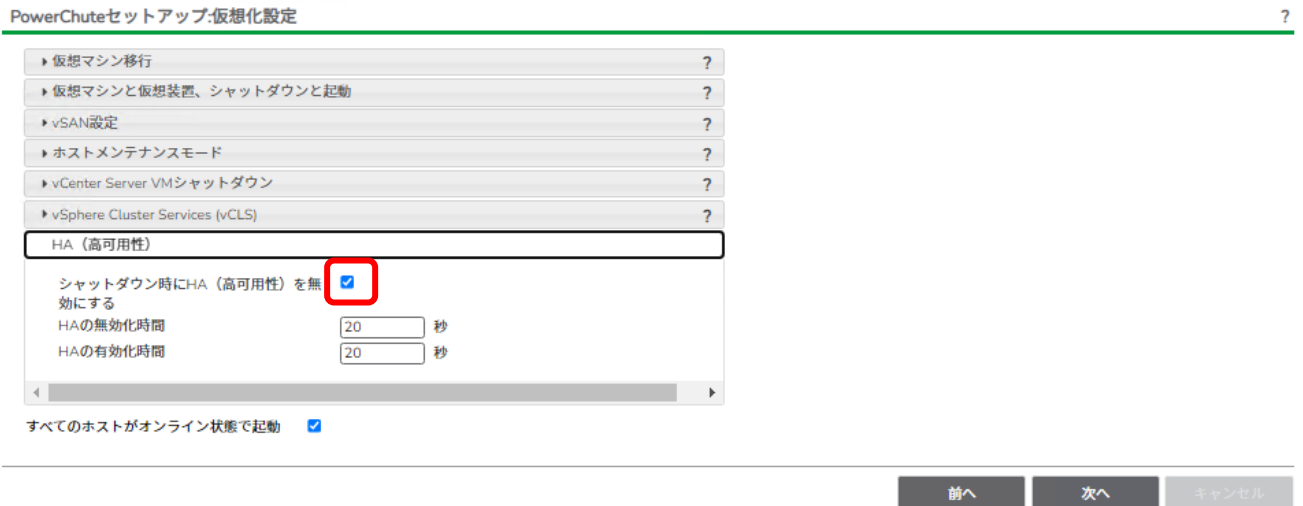 PowerChuteセットアップ:仮想化設定 ?
仮想マシン移行 ?
仮想マシンと仮想装置、シャットダウンと起動 ?
vSAN設定 ?
ホストメンテナンスモード ?
vCenter Server VMシャットダウン ?
vSphere Cluster Services (vCLS) ?
HA（高可用性）
シャットダウン時にHA（高可用性）を無
効にする
HAの無効化時間 20 秒
HAの有効化時間 20 秒
すべてのホストがオンライン状態で起動
前へ 次へ キャンセル